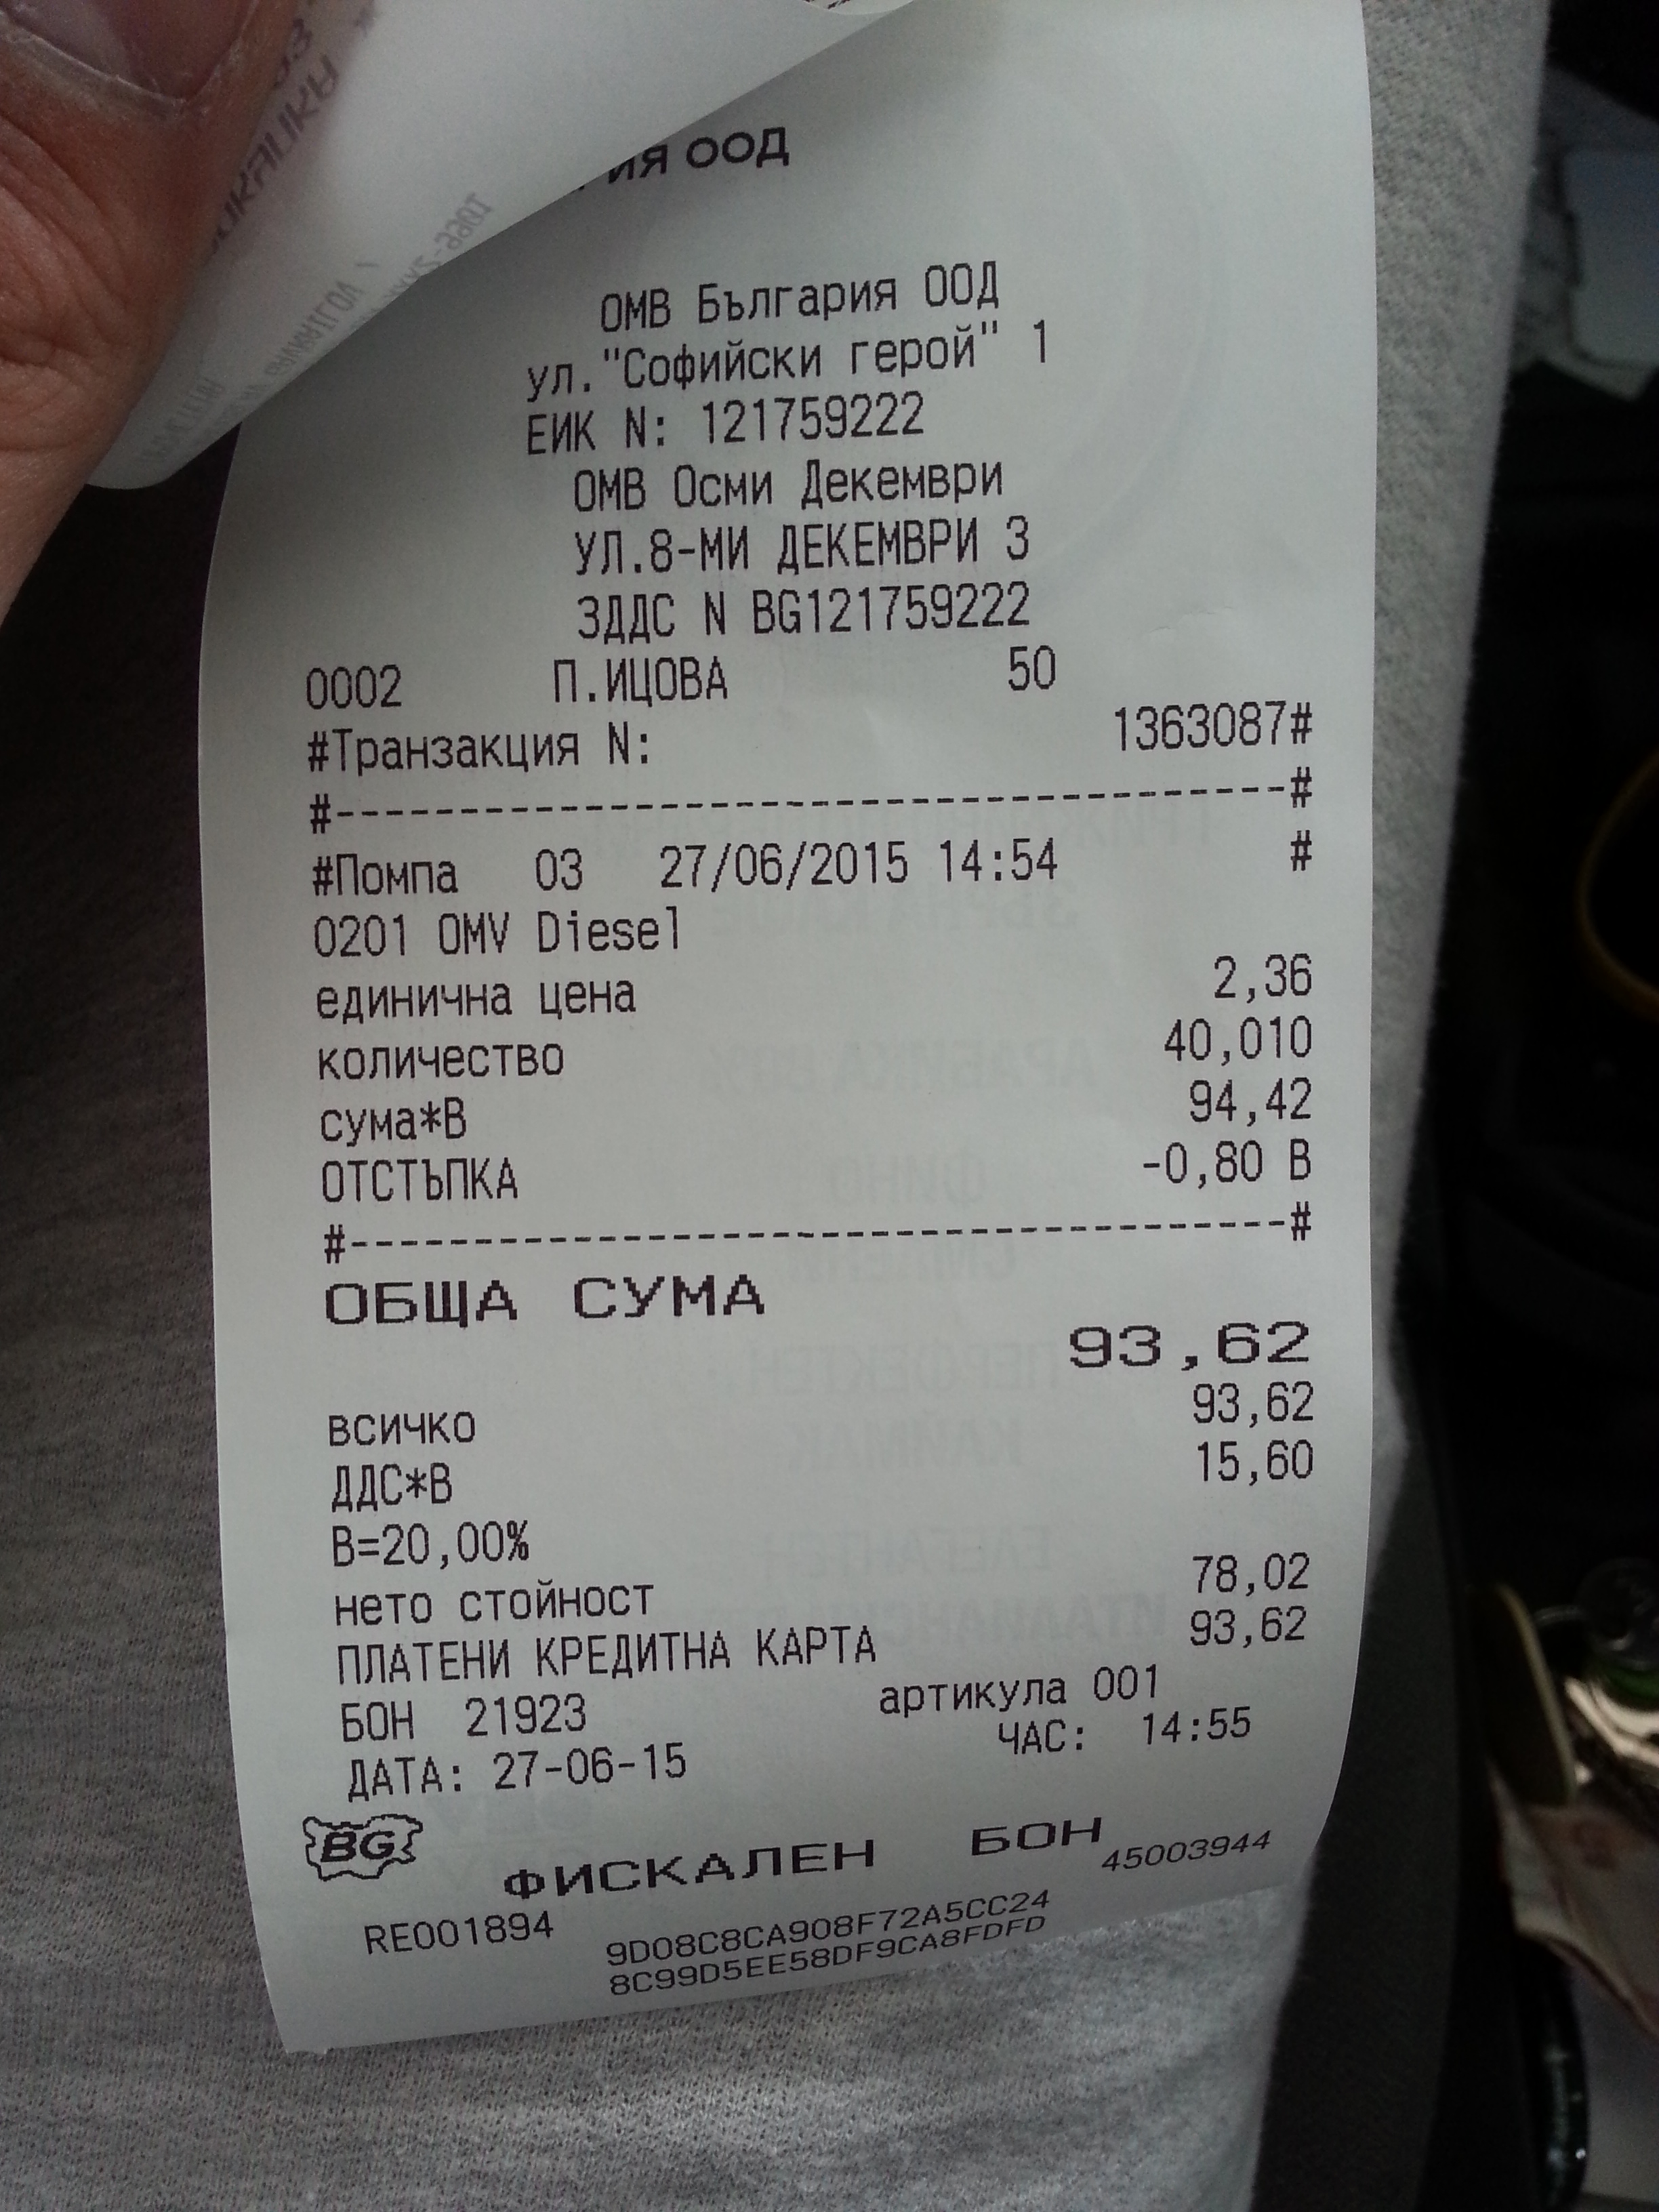 ООД
ОМВ България ООД
ул."Софийски герой" 1
ЕИК N: 121759222
ОМВ Осми Декември
УЛ.8-МИ ДЕКЕМВРИ 3
ЗДДС N BG121759222
0002 П.ИЦОВА 50
#Транзакция N: 1363087#
#--------------------------------------#
#Помпа 03 27/06/2015 14:54 #
0201 OMV Diesel
единична цена 2,36
количество 40,010
сума*В 94,42
ОТСТЪПКА -0,80 В
#--------------------------------------#
ОБЩА СУМА
93,62
всичко 93,62
ДДС*В 15,60
В=20,00%
нето стойност 78,02
ПЛАТЕНИ КРЕДИТНА КАРТА 93,62
БОН 21923 артикула 001
ДАТА: 27-06-15 ЧАС: 14:55
BG ФИСКАЛЕН БОН
RE001894 45003944
9D08C8CA908F72A5CC24
8C99D5EE58DF9CA8FDFD